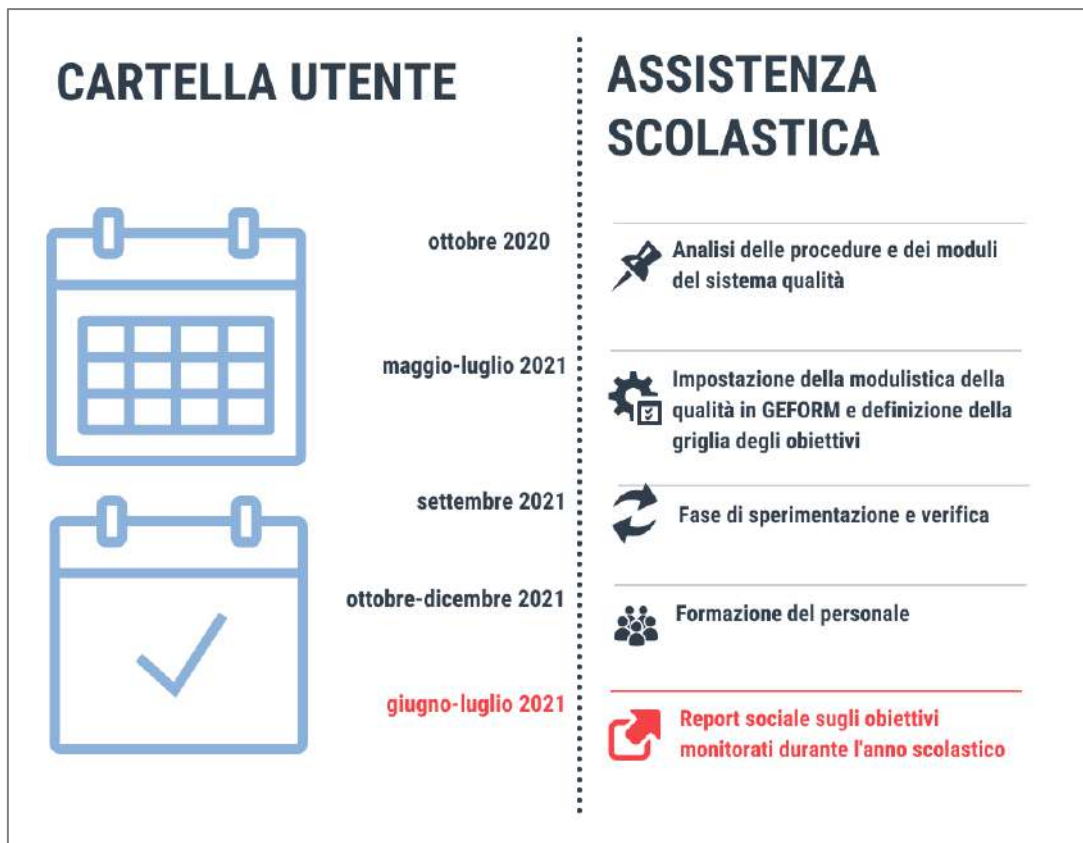 CARTELLA UTENTE
ASSISTENZA
SCOLASTICA
ottobre 2020
Analisi delle procedure e dei moduli
del sistema qualità
maggio-luglio 2021
Impostazione della modulistica della
qualità in GEFORM e definizione della
griglia degli obiettivi
settembre 2021
Fase di sperimentazione e verifica
ottobre-dicembre 2021
Formazione del personale
giugno-luglio 2021
Report sociale sugli obiettivi
monitorati durante l'anno scolastico